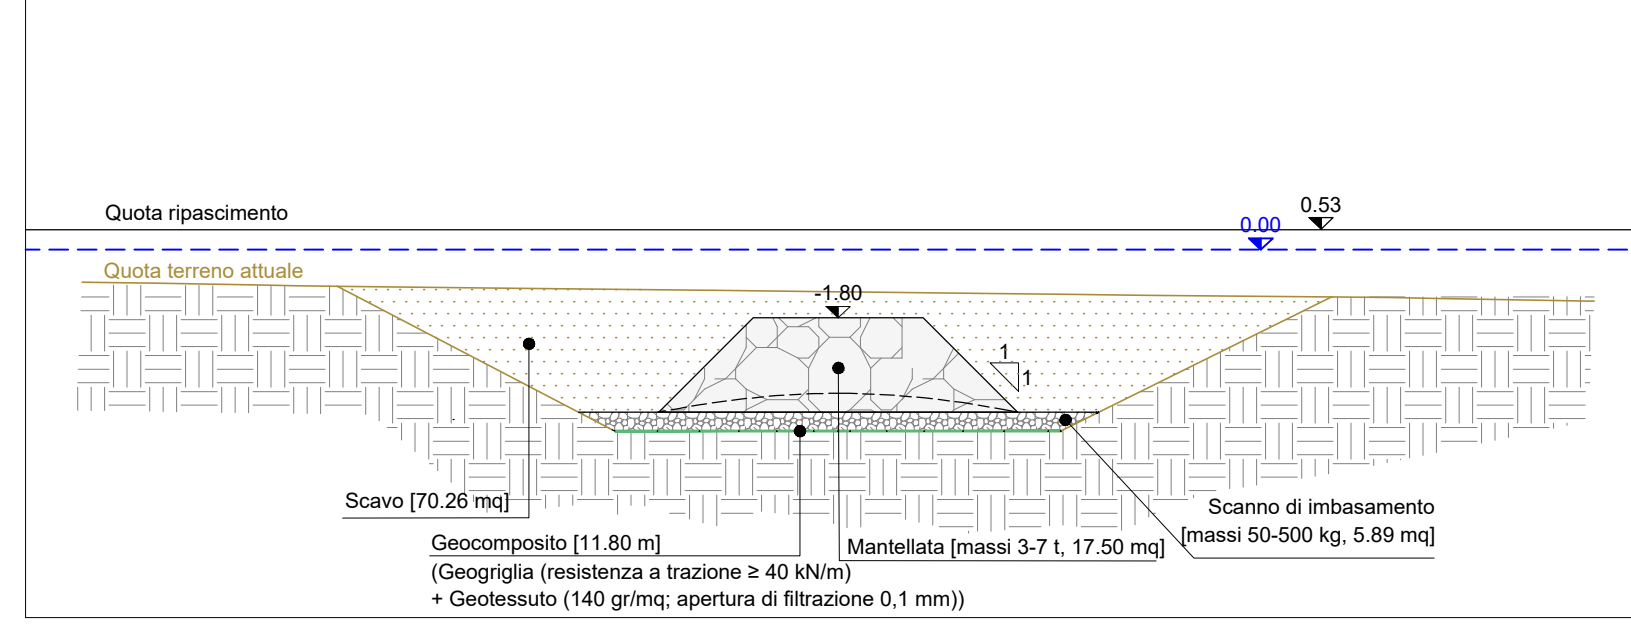 Quota ripascimento
0.53
0.00
Quota terreno attuale
-1.80
1
1
Scavo [70.26 mq]
Scanno di imbasamento
[massi 50-500 kg, 5.89 mq]
Geocomposito [11.80 m]
Mantellata [massi 3-7 t, 17.50 mq]
(Geogriglia (resistenza a trazione ≥ 40 kN/m)
+ Geotessuto (140 gr/mq; apertura di filtrazione 0,1 mm))